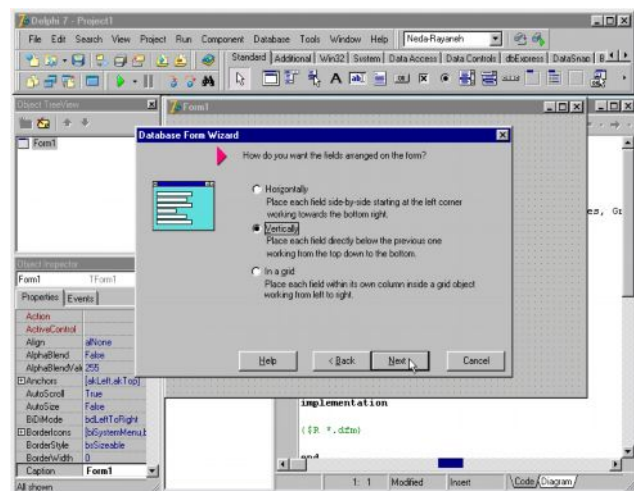 Delphi 7 - Project1
File Edit Search View Project Run Component Database Tools Window Help Neda-Rayaneh
Standard Additional Win32 System Data Access Data Controls dbExpress DataSnap
Object TreeView
Form1
Form1
Database Form Wizard
How do you want the fields arranged on the form?
Horizontally
Place each field side-by-side starting at the left corner
working towards the bottom right.
Vertically
Place each field directly below the previous one
working from the top down to the bottom.
In a grid
Place each field within its own column inside a grid object
working from left to right.
Help < Back Next > Cancel
es, Gr
Object Inspector
Form1 TForm1
Properties Events
Action
ActiveControl
Align alNone
AlphaBlend False
AlphaBlendVal 255
Anchors [akLeft,akTop]
AutoScroll True
AutoSize False
BiDiMode bdLeftToRight
BorderIcons [biSystemMenu,b
BorderStyle bsSizeable
BorderWidth 0
Caption Form1
All shown
implementation
{$R *.dfm}
end
1: 1 Modified Insert Code Diagram